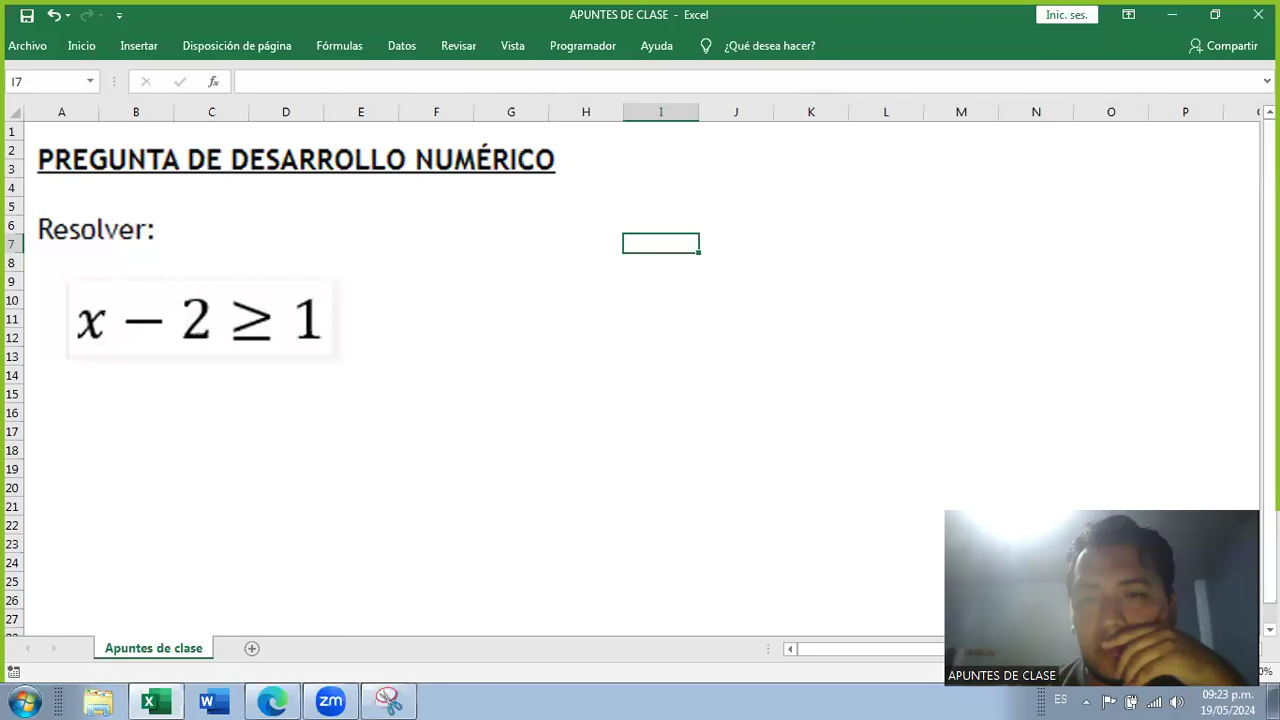 APUNTES DE CLASE - Excel
Inic. ses.
Archivo Inicio Insertar Disposición de página Fórmulas Datos Revisar Vista Programador Ayuda ¿Qué desea hacer? Compartir
I7 fx
A B C D E F G H I J K L M N O P
1
2
3
4
5
6
7
8
9
10
11
12
13
14
15
16
17
18
19
20
21
22
23
24
25
26
27
PREGUNTA DE DESARROLLO NUMÉRICO
Resolver:
x − 2 ≥ 1
APUNTES DE CLASE
Apuntes de clase
0%
zm
ES
09:23 p.m.
19/05/2024